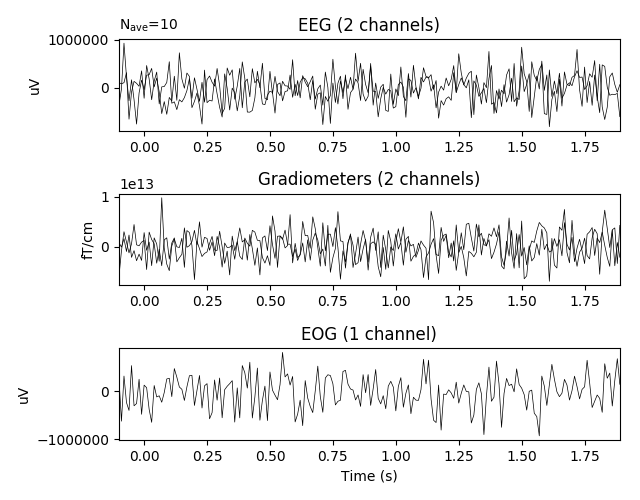 N_ave=10
EEG (2 channels)
1000000
0
uV
0.00 0.25 0.50 0.75 1.00 1.25 1.50 1.75
1e13
Gradiometers (2 channels)
1
0
fT/cm
0.00 0.25 0.50 0.75 1.00 1.25 1.50 1.75
EOG (1 channel)
0
−1000000
uV
0.00 0.25 0.50 0.75 1.00 1.25 1.50 1.75
Time (s)